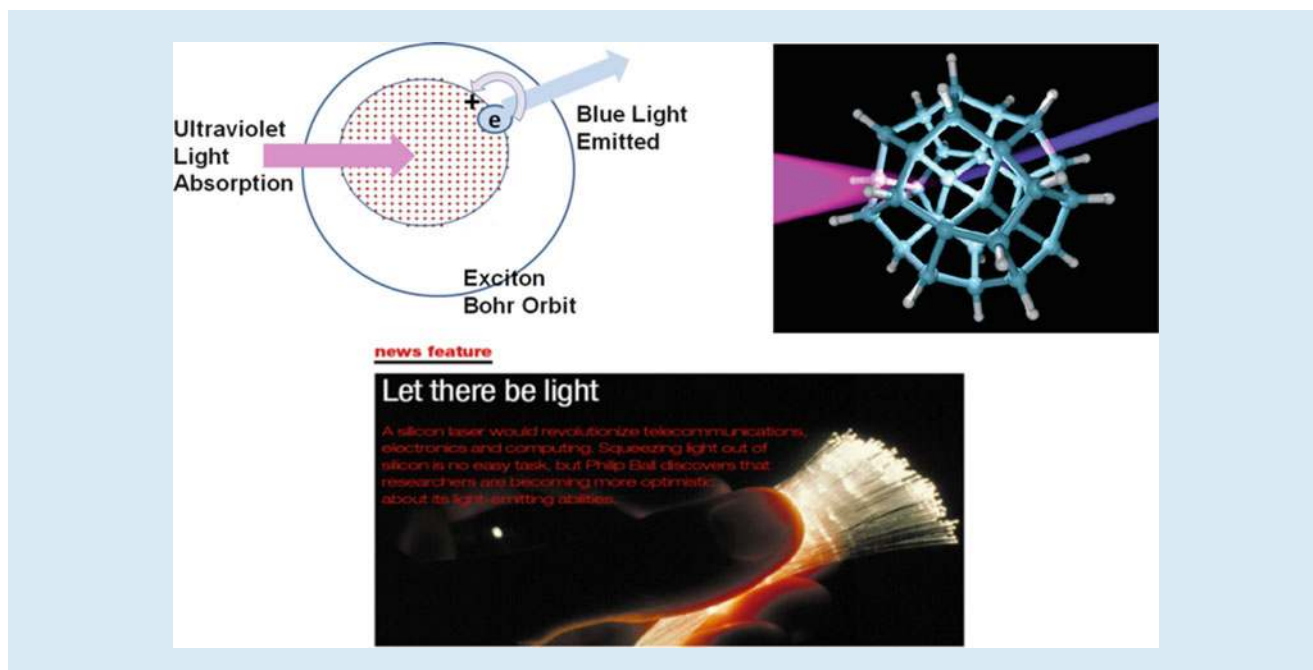 Ultraviolet
Light
Absorption
+
e
Blue Light
Emitted
Exciton
Bohr Orbit
news feature
Let there be light
A silicon laser would revolutionize telecommunications,
electronics and computing. Squeezing light out of
silicon is no easy task, but Philip Ball discovers that
researchers are becoming more optimistic
about its light-emitting abilities.